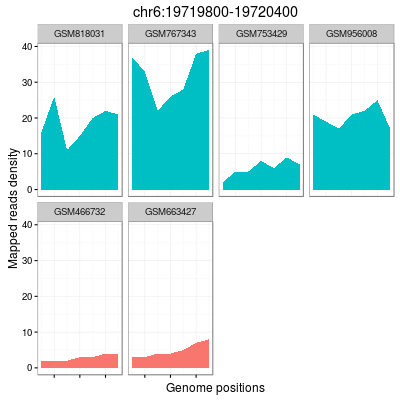 chr6:19719800-19720400
GSM818031 GSM767343 GSM753429 GSM956008
40
30
20
10
0
Mapped reads density
GSM466732 GSM663427
40
30
20
10
0
Genome positions